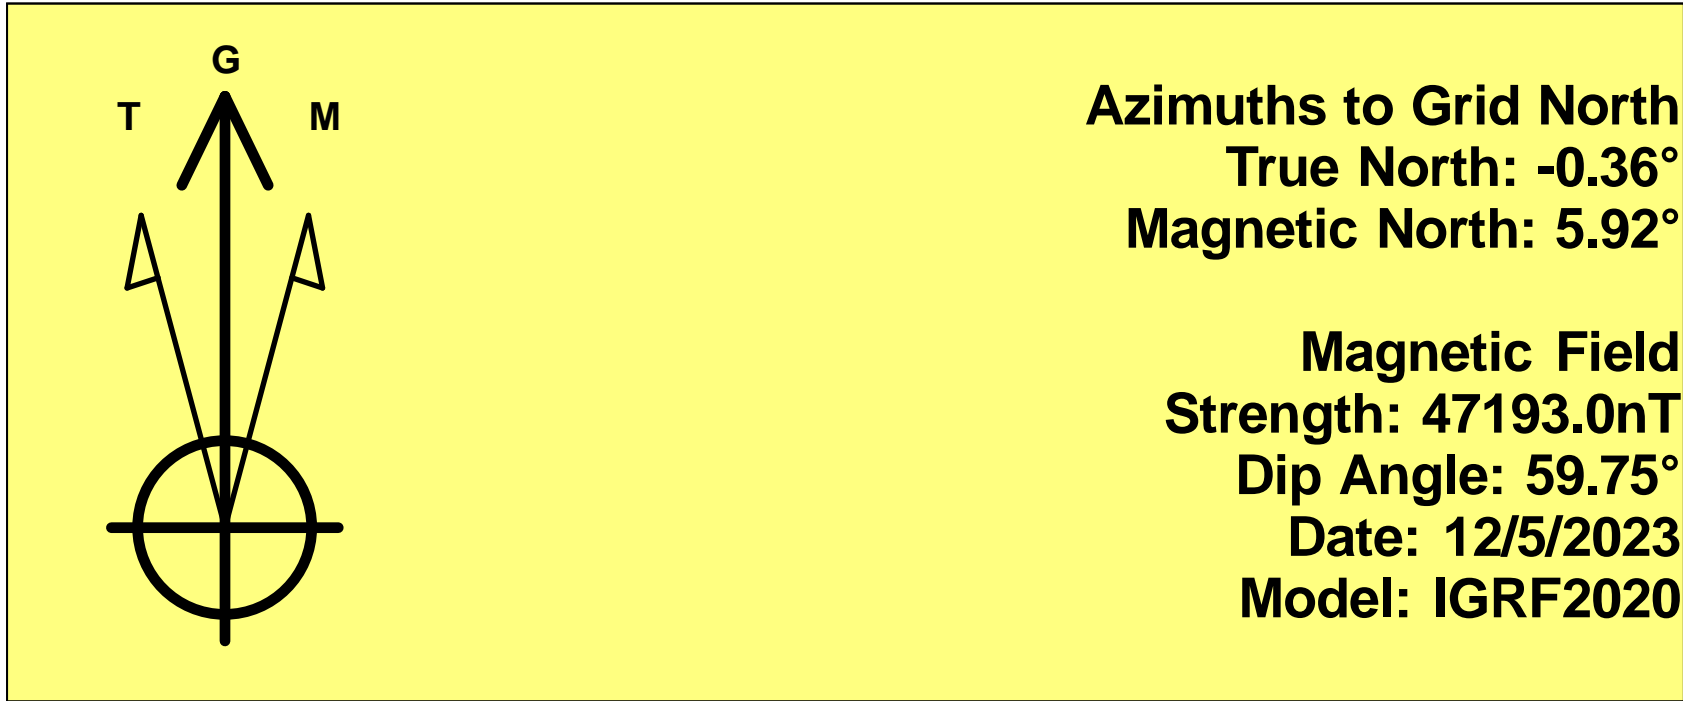 G
T
M
Azimuths to Grid North
True North: -0.36°
Magnetic North: 5.92°
Magnetic Field
Strength: 47193.0nT
Dip Angle: 59.75°
Date: 12/5/2023
Model: IGRF2020